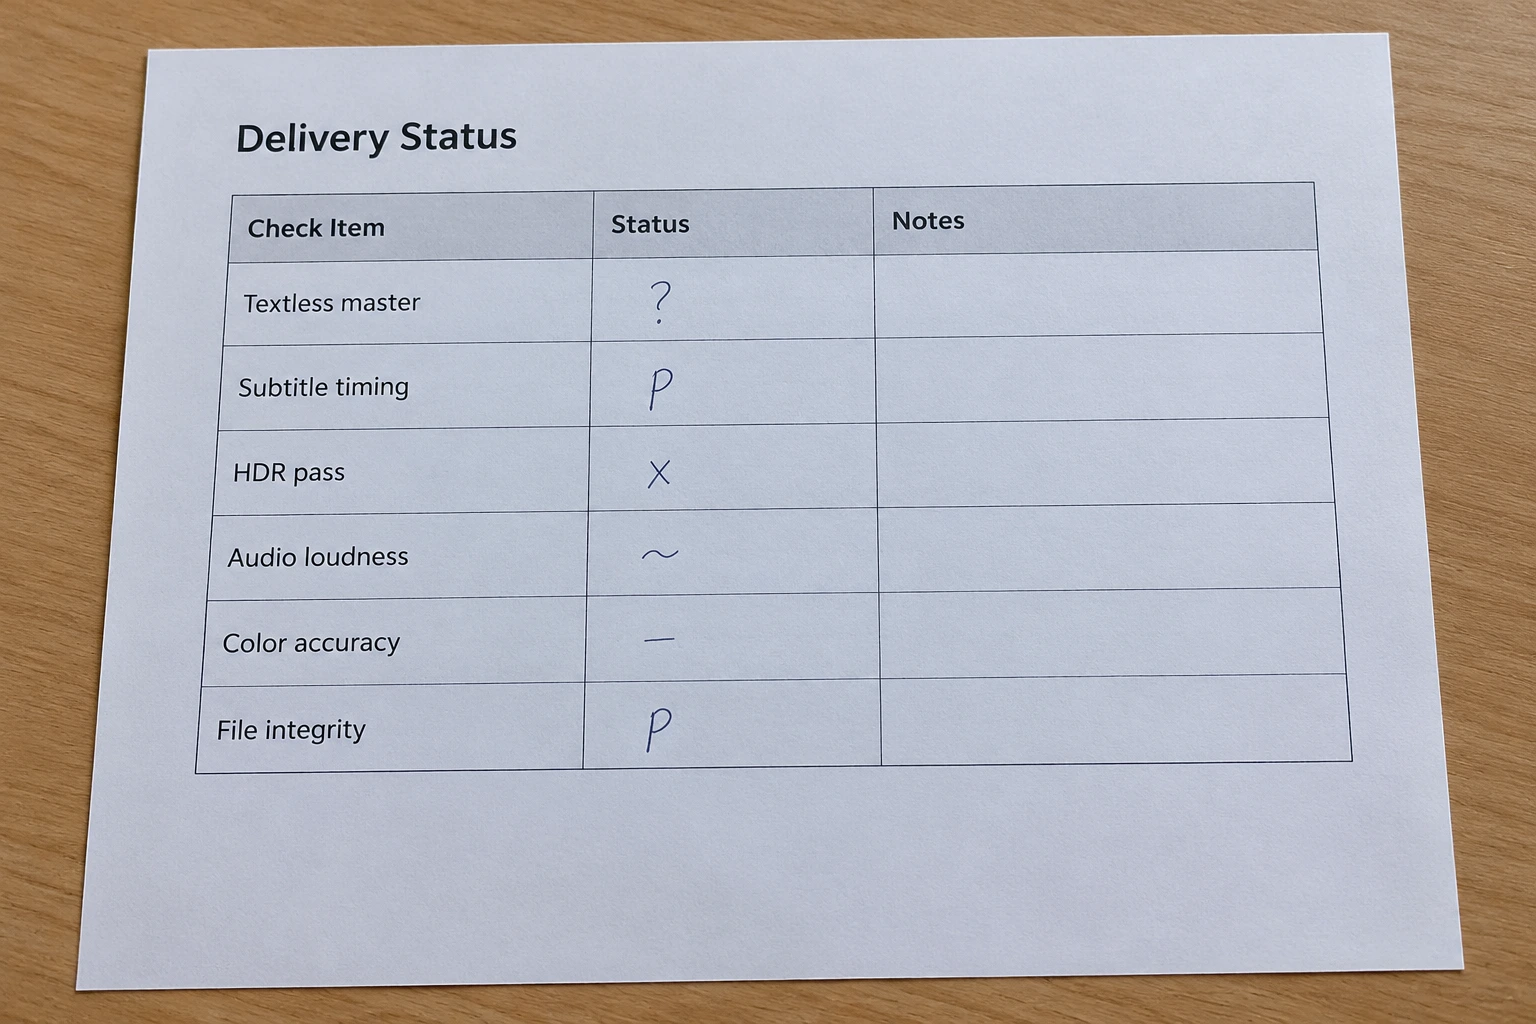 Delivery Status
Check Item Status Notes
Textless master ?
Subtitle timing P
HDR pass X
Audio loudness ~
Color accuracy —
File integrity P